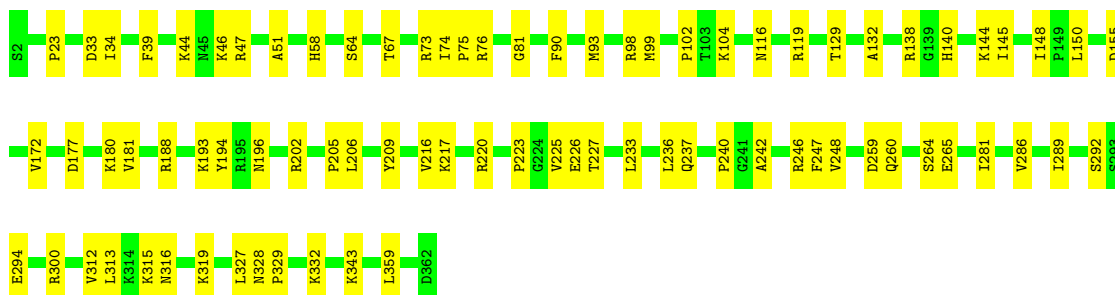 S2 P23 D33 I34 F39 K44 N45 K46 R47 A51 H58 S64 T67 R73 I74 P75 R76 G81 F90 M93 R98 M99 P102 T103 K104 N116 R119 T129 A132 R138 G139 H140 K144 I145 I148 P149 L150
V172 D177 K180 V181 R188 K193 Y194 R195 N196 R202 P205 L206 Y209 V216 K217 R220 P223 G224 V225 E226 T227 L233 L236 Q237 P240 G241 A242 R246 F247 V248 D259 Q260 S264 E265 I281 V286 I289 S292 S293
E294 R300 V312 L313 K314 K315 N316 K319 L327 N328 P329 K332 K343 L359 D362